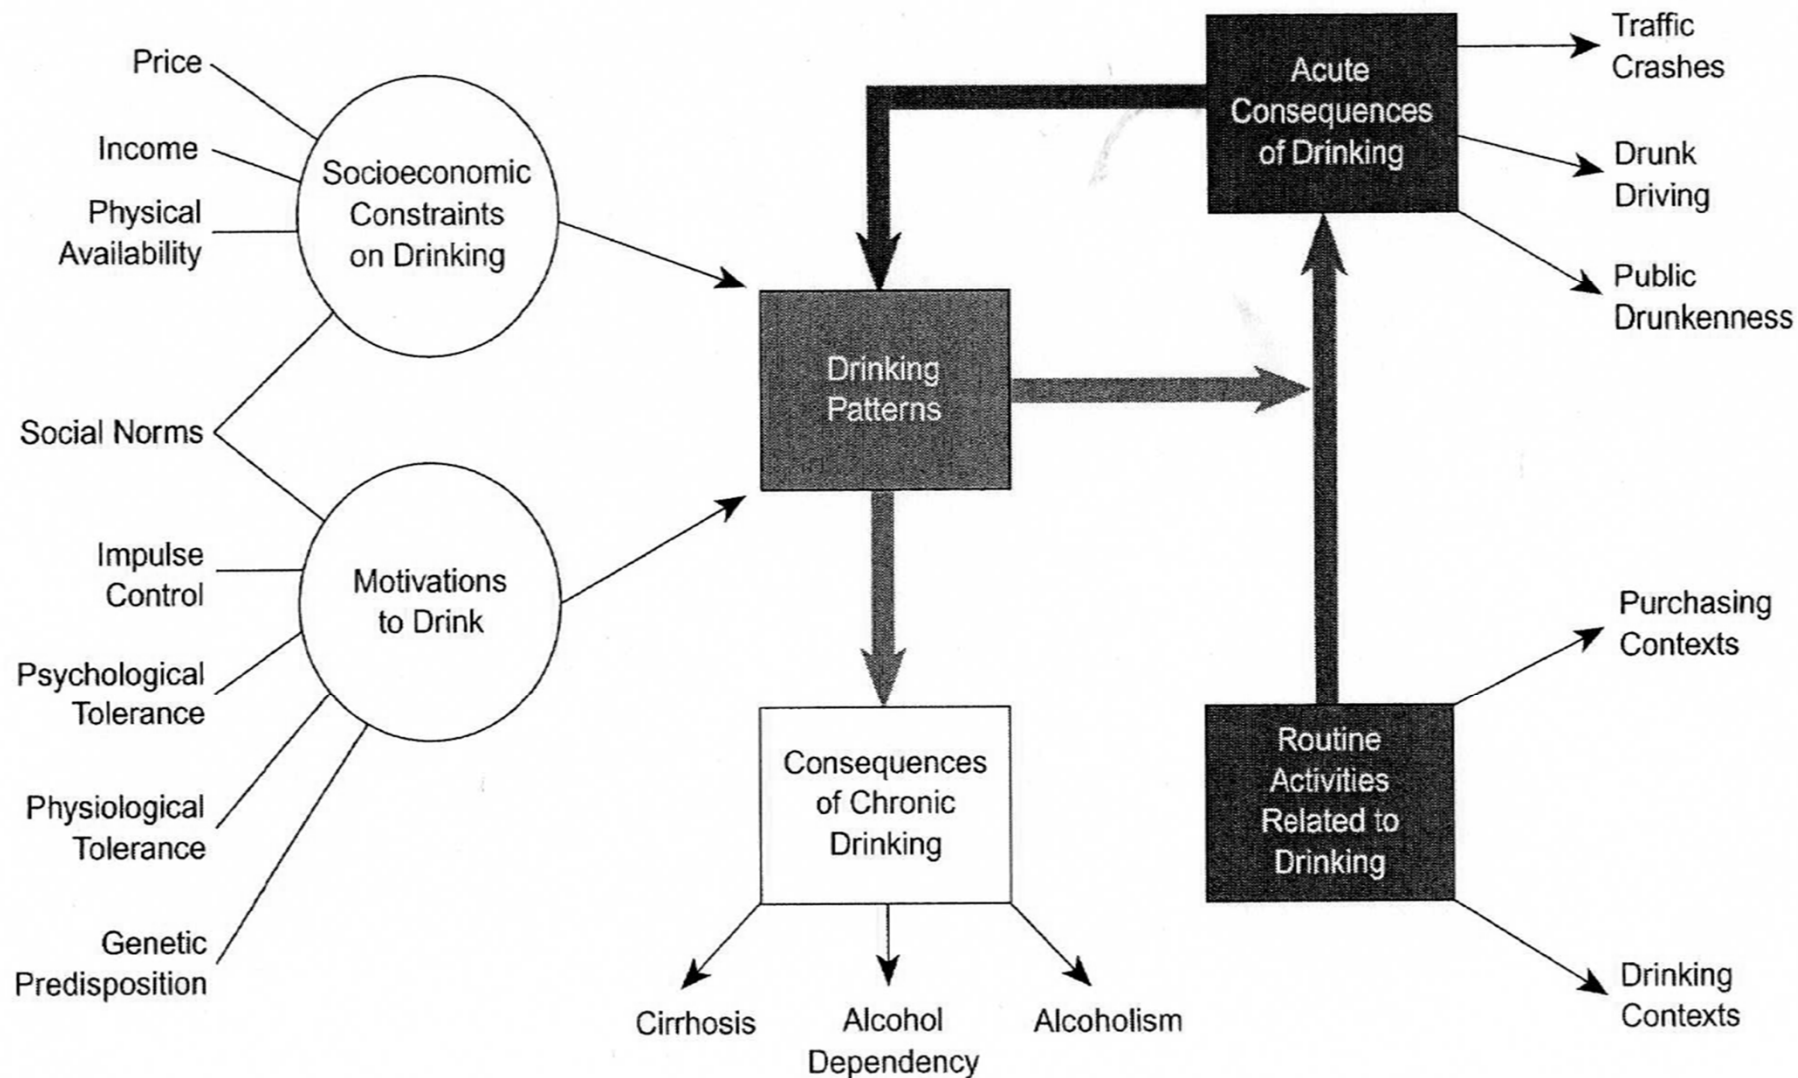 Price
Income
Physical
Availability
Social Norms
Impulse
Control
Psychological
Tolerance
Physiological
Tolerance
Genetic
Predisposition
Socioeconomic
Constraints
on Drinking
Motivations
to Drink
Drinking
Patterns
Consequences
of Chronic
Drinking
Cirrhosis
Alcohol
Dependency
Alcoholism
Acute
Consequences
of Drinking
Traffic
Crashes
Drunk
Driving
Public
Drunkenness
Routine
Activities
Related to
Drinking
Purchasing
Contexts
Drinking
Contexts